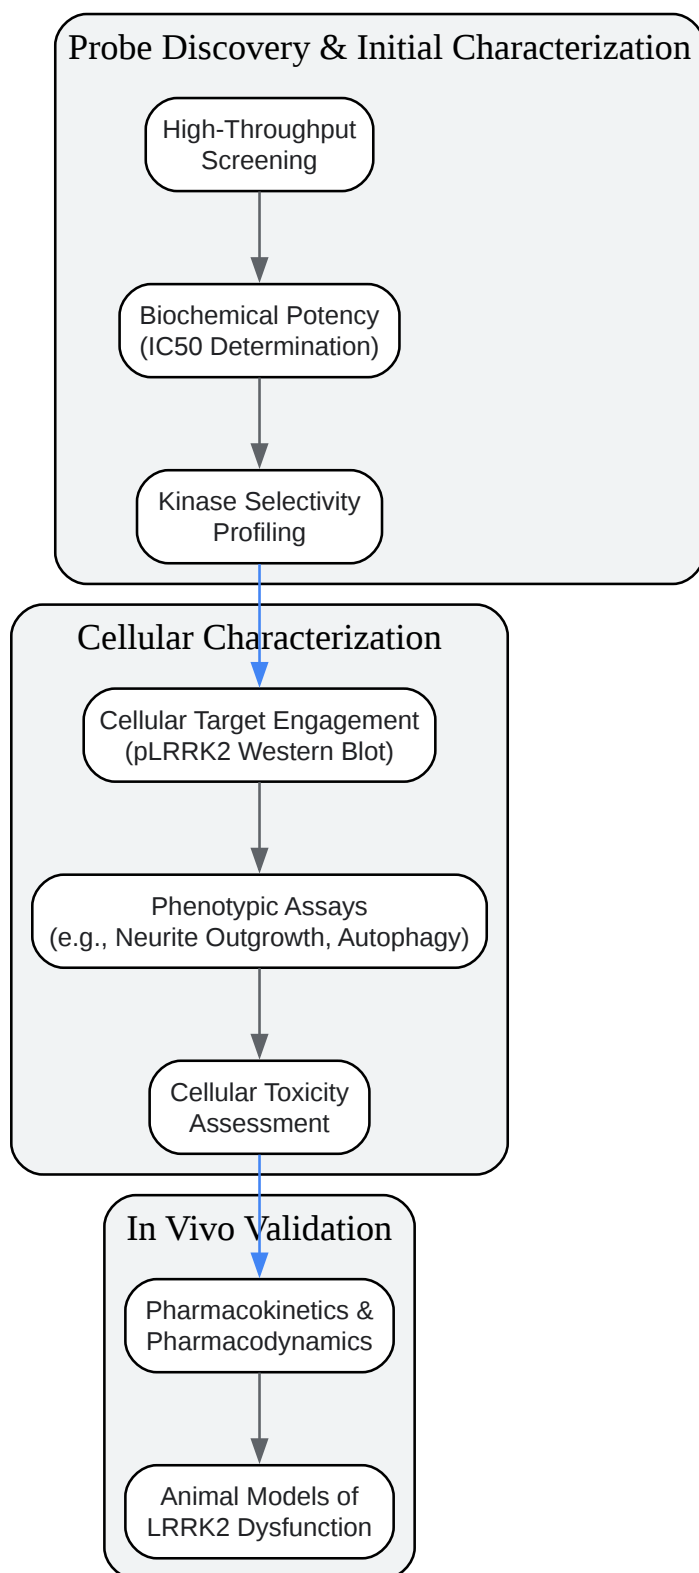 Probe Discovery & Initial Characterization
High-Throughput
Screening
Biochemical Potency
(IC50 Determination)
Kinase Selectivity
Profiling
Cellular Characterization
Cellular Target Engagement
(pLRRK2 Western Blot)
Phenotypic Assays
(e.g., Neurite Outgrowth, Autophagy)
Cellular Toxicity
Assessment
In Vivo Validation
Pharmacokinetics &
Pharmacodynamics
Animal Models of
LRRK2 Dysfunction